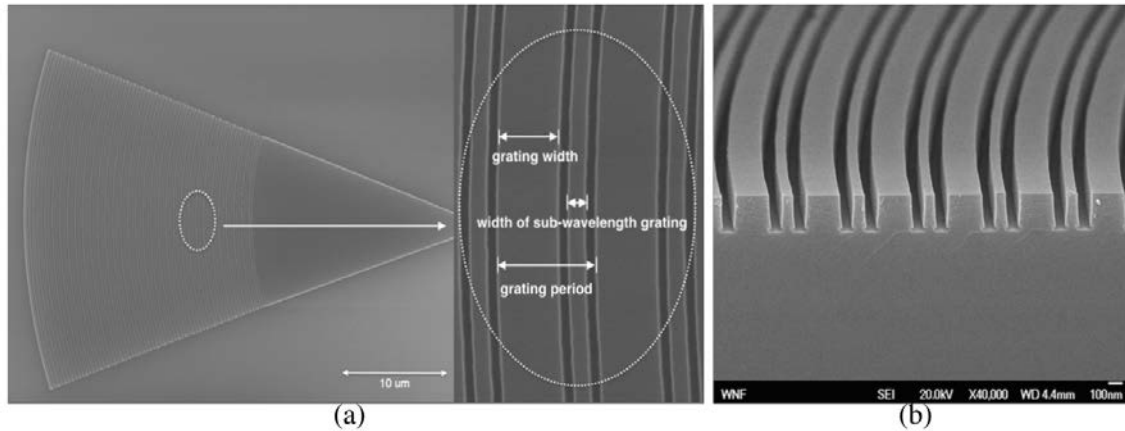 grating width
width of sub-wavelength grating
grating period
10 um
(a)
WNF SEI 20.0kV X40,000 WD 4.4mm 100nm
(b)